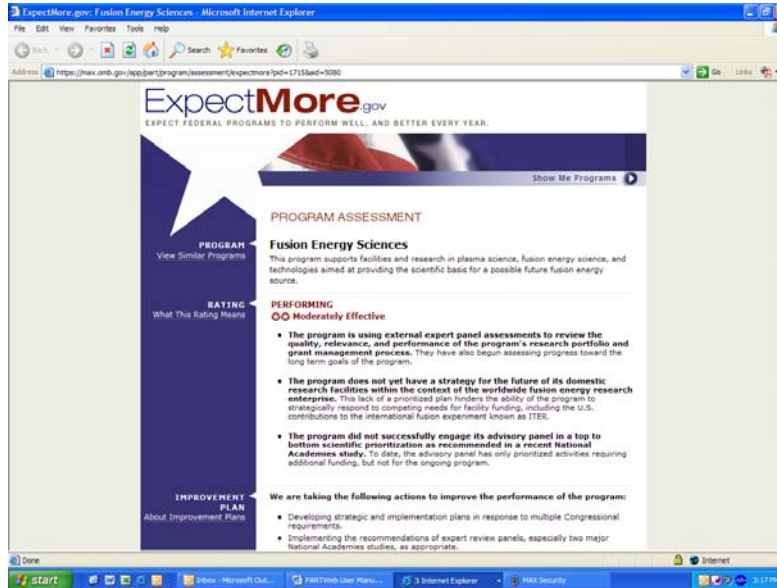 ExpectMore.gov: Fusion Energy Sciences - Microsoft Internet Explorer
File Edit View Favorites Tools Help
Back Search Favorites
Address https://max.omb.gov/app/part/program/assessment/expectmore?pid=1715&aid=5080 Go Links
ExpectMore.gov
EXPECT FEDERAL PROGRAMS TO PERFORM WELL, AND BETTER EVERY YEAR.
Show Me Programs
PROGRAM ASSESSMENT
PROGRAM
View Similar Programs
Fusion Energy Sciences
This program supports facilities and research in plasma science, fusion energy science, and
technologies aimed at providing the scientific basis for a possible future fusion energy
source.
RATING
What This Rating Means
PERFORMING
Moderately Effective
• The program is using external expert panel assessments to review the
quality, relevance, and performance of the program's research portfolio and
grant management process. They have also begun assessing progress toward the
long term goals of the program.
• The program does not yet have a strategy for the future of its domestic
research facilities within the context of the worldwide fusion energy research
enterprise. This lack of a prioritized plan hinders the ability of the program to
strategically respond to competing needs for facility funding, including the U.S.
contributions to the international fusion experiment known as ITER.
• The program did not successfully engage its advisory panel in a top to
bottom scientific prioritization as recommended in a recent National
Academies study. To date, the advisory panel has only prioritized activities requiring
additional funding, but not for the ongoing program.
IMPROVEMENT
PLAN
About Improvement Plans
We are taking the following actions to improve the performance of the program:
• Developing strategic and implementation plans in response to multiple Congressional
requirements.
• Implementing the recommendations of expert review panels, especially two major
National Academies studies, as appropriate.
Done Internet
start Inbox - Microsoft Out... PARTWeb User Manu... 3 Internet Explorer MAX Security 3:17